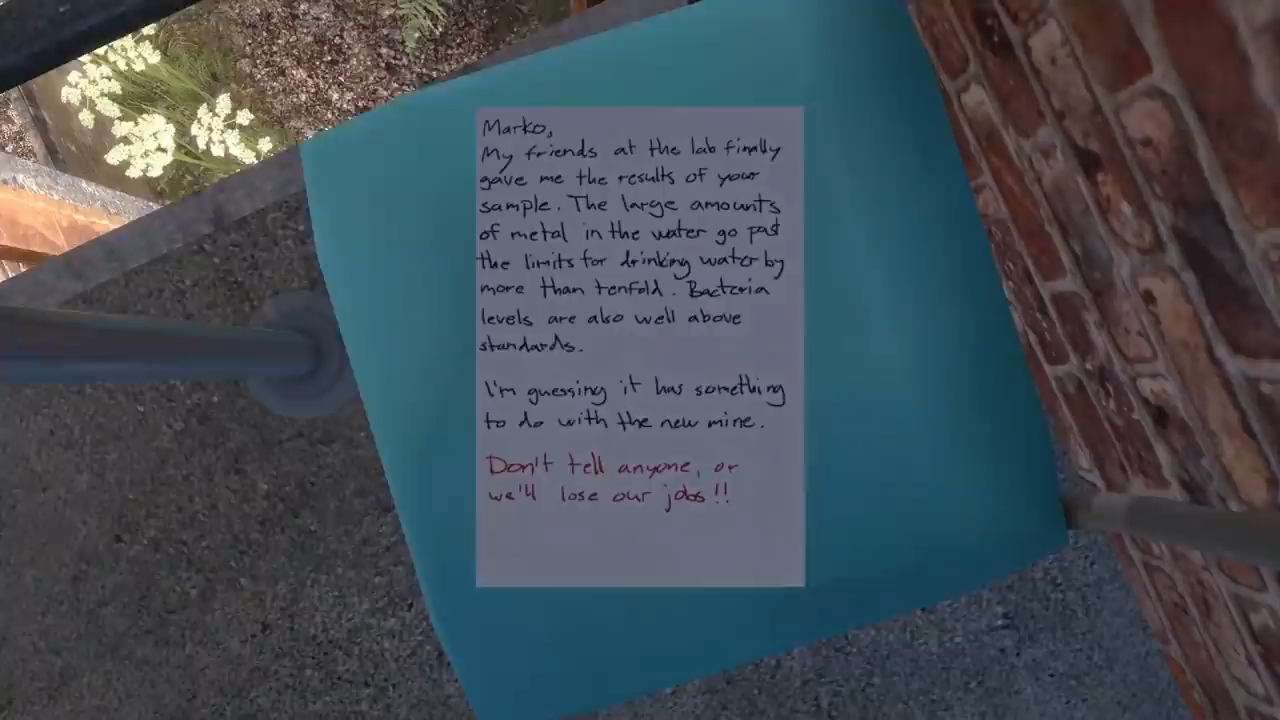 Marko,
My friends at the lab finally
gave me the results of your
sample. The large amounts
of metal in the water go past
the limits for drinking water by
more than tenfold. Bacteria
levels are also well above
standards.
I'm guessing it has something
to do with the new mine.
Don't tell anyone, or
we'll lose our jobs!!